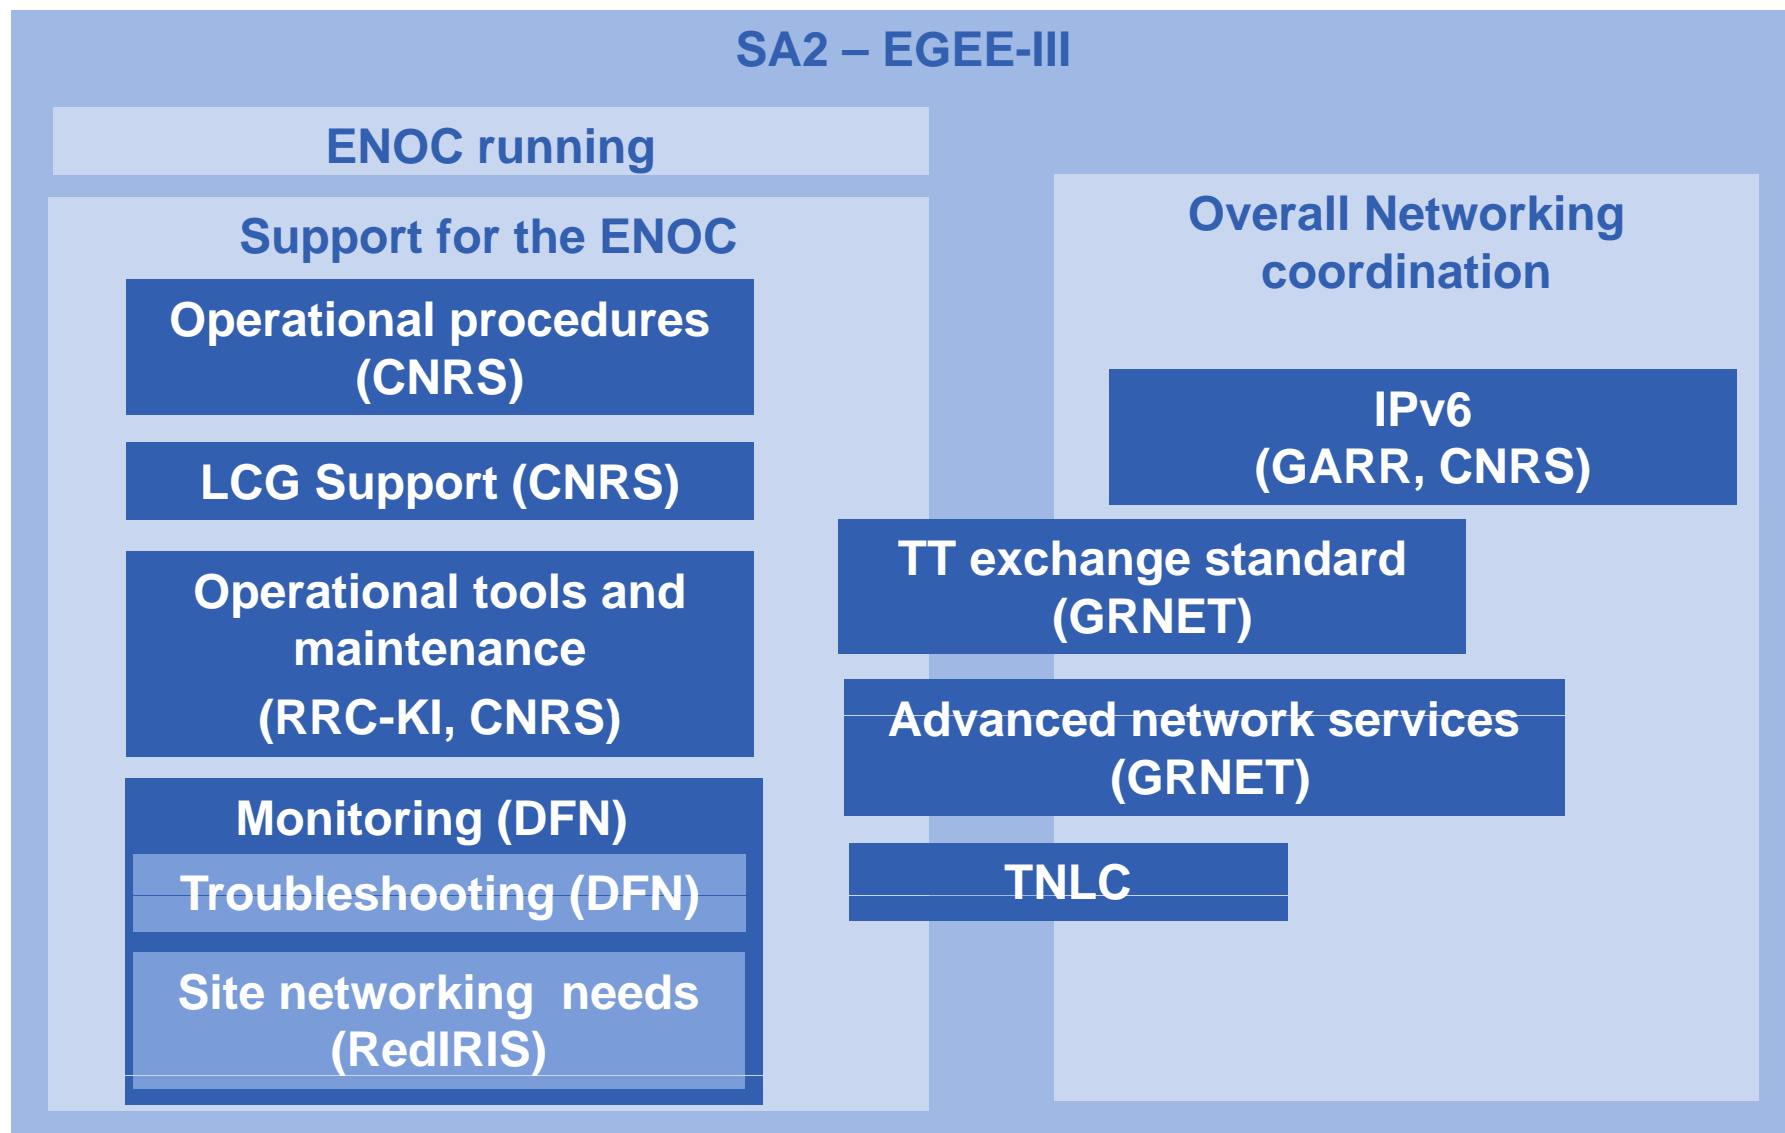 SA2 – EGEE-III
ENOC running
Support for the ENOC
Operational procedures
(CNRS)
LCG Support (CNRS)
Operational tools and
maintenance
(RRC-KI, CNRS)
Monitoring (DFN)
Troubleshooting (DFN)
Site networking  needs
(RedIRIS)
Overall Networking
coordination
IPv6
(GARR, CNRS)
TT exchange standard
(GRNET)
Advanced network services
(GRNET)
TNLC